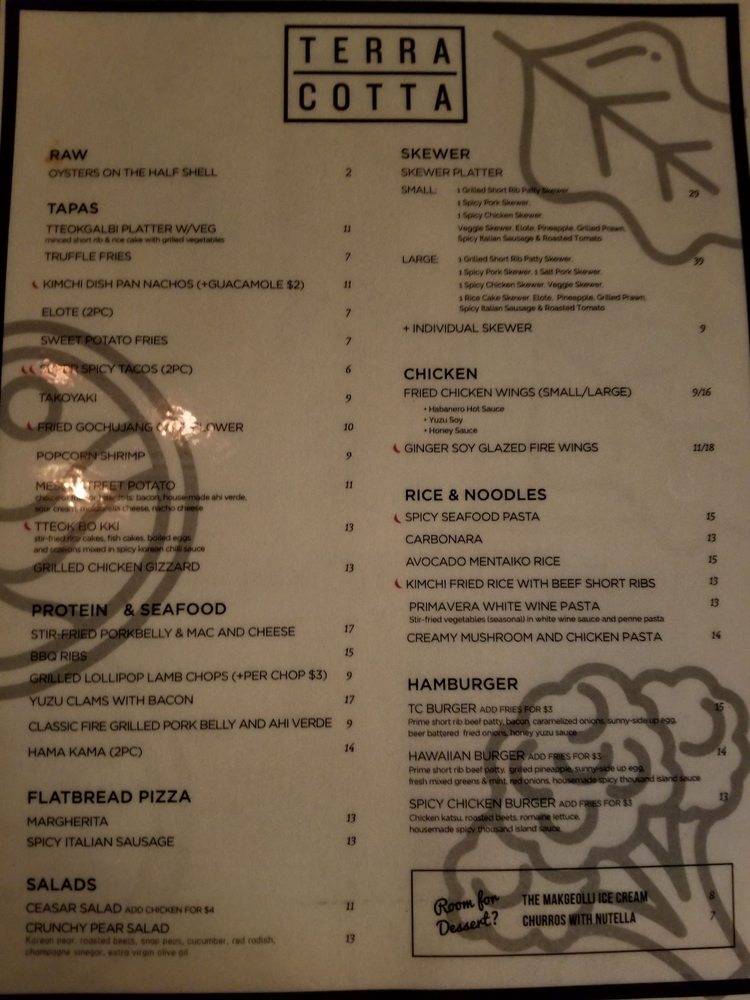 TERRA
COTTA
RAW
OYSTERS ON THE HALF SHELL 2
TAPAS
TTEOKGALBI PLATTER W/VEG 11
minced short rib & rice cake with grilled vegetables
TRUFFLE FRIES 7
KIMCHI DISH PAN NACHOS (+GUACAMOLE $2) 11
ELOTE (2PC) 7
SWEET POTATO FRIES 7
SUPER SPICY TACOS (2PC) 6
TAKOYAKI 9
FRIED GOCHUJANG CAULIFLOWER 10
POPCORN SHRIMP 9
STREET POTATO 11
bacon, house-made ahi verde,
sour cream, mozzarella cheese, nacho cheese
TTEOK BO KKI 13
stir-fried rice cakes, fish cakes, boiled eggs
and scallions mixed in spicy korean chili sauce
GRILLED CHICKEN GIZZARD 13
PROTEIN & SEAFOOD
STIR-FRIED PORKBELLY & MAC AND CHEESE 17
BBQ RIBS 15
GRILLED LOLLIPOP LAMB CHOPS (+PER CHOP $3) 9
YUZU CLAMS WITH BACON 17
CLASSIC FIRE GRILLED PORK BELLY AND AHI VERDE 9
HAMA KAMA (2PC) 14
FLATBREAD PIZZA
MARGHERITA 13
SPICY ITALIAN SAUSAGE 13
SALADS
CEASAR SALAD ADD CHICKEN FOR $4 11
CRUNCHY PEAR SALAD 13
Korean pear, roasted beets, snap peas, cucumber, red radish,
champagne vinegar, extra virgin olive oil
SKEWER
SKEWER PLATTER
SMALL: 1 Grilled Short Rib Patty Skewer, 29
1 Spicy Pork Skewer,
1 Spicy Chicken Skewer,
Veggie Skewer, Elote, Pineapple, Grilled Prawn,
Spicy Italian Sausage & Roasted Tomato
LARGE: 1 Grilled Short Rib Patty Skewer, 39
1 Spicy Pork Skewer, 1 Salt Pork Skewer,
1 Spicy Chicken Skewer, Veggie Skewer,
1 Rice Cake Skewer, Elote, Pineapple, Grilled Prawn,
Spicy Italian Sausage & Roasted Tomato
+ INDIVIDUAL SKEWER 9
CHICKEN
FRIED CHICKEN WINGS (SMALL/LARGE) 9/16
• Habanero Hot Sauce
• Yuzu Soy
• Honey Sauce
GINGER SOY GLAZED FIRE WINGS 11/18
RICE & NOODLES
SPICY SEAFOOD PASTA 15
CARBONARA 13
AVOCADO MENTAIKO RICE 15
KIMCHI FRIED RICE WITH BEEF SHORT RIBS 13
PRIMAVERA WHITE WINE PASTA 13
Stir-fried vegetables (seasonal) in white wine sauce and penne pasta
CREAMY MUSHROOM AND CHICKEN PASTA 14
HAMBURGER
TC BURGER ADD FRIES FOR $3 15
Prime short rib beef patty, bacon, caramelized onions, sunny-side up egg,
beer battered fried onions, honey yuzu sauce
HAWAIIAN BURGER ADD FRIES FOR $3 14
Prime short rib beef patty, grilled pineapple, sunny-side up egg,
fresh mixed greens & mint, red onions, housemade spicy thousand island sauce
SPICY CHICKEN BURGER ADD FRIES FOR $3 13
Chicken katsu, roasted beets, romaine lettuce,
housemade spicy thousand island sauce
Room for
Dessert?
THE MAKGEOLLI ICE CREAM 8
CHURROS WITH NUTELLA 7